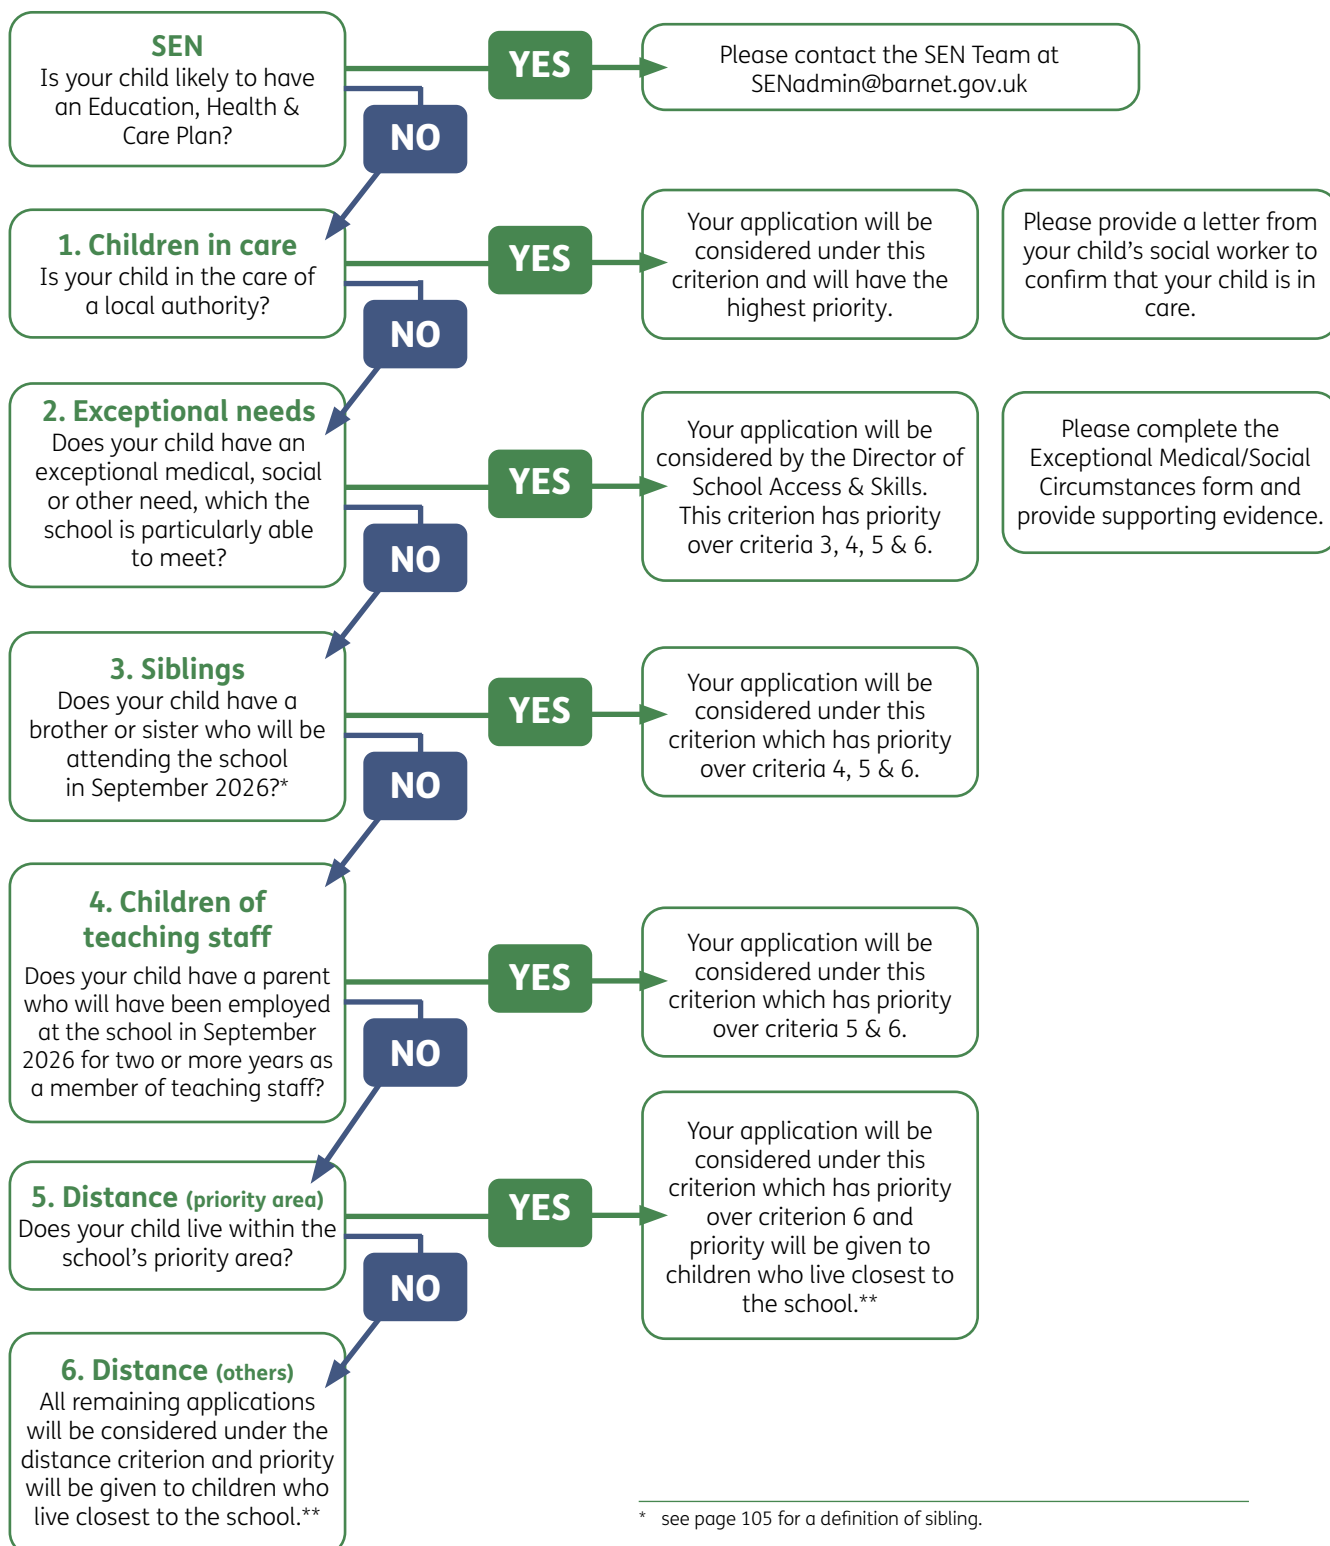 SEN
Is your child likely to have
an Education, Health &
Care Plan?
YES
Please contact the SEN Team at
SENadmin@barnet.gov.uk
NO
1. Children in care
Is your child in the care of
a local authority?
YES
Your application will be
considered under this
criterion and will have the
highest priority.
Please provide a letter from
your child's social worker to
confirm that your child is in
care.
NO
2. Exceptional needs
Does your child have an
exceptional medical, social
or other need, which the
school is particularly able
to meet?
YES
Your application will be
considered by the Director of
School Access & Skills.
This criterion has priority
over criteria 3, 4, 5 & 6.
Please complete the
Exceptional Medical/Social
Circumstances form and
provide supporting evidence.
NO
3. Siblings
Does your child have a
brother or sister who will be
attending the school
in September 2026?*
YES
Your application will be
considered under this
criterion which has priority
over criteria 4, 5 & 6.
NO
4. Children of
teaching staff
Does your child have a parent
who will have been employed
at the school in September
2026 for two or more years as
a member of teaching staff?
YES
Your application will be
considered under this
criterion which has priority
over criteria 5 & 6.
NO
5. Distance (priority area)
Does your child live within the
school's priority area?
YES
Your application will be
considered under this
criterion which has priority
over criterion 6 and
priority will be given to
children who live closest to
the school.**
NO
6. Distance (others)
All remaining applications
will be considered under the
distance criterion and priority
will be given to children who
live closest to the school.**
* see page 105 for a definition of sibling.